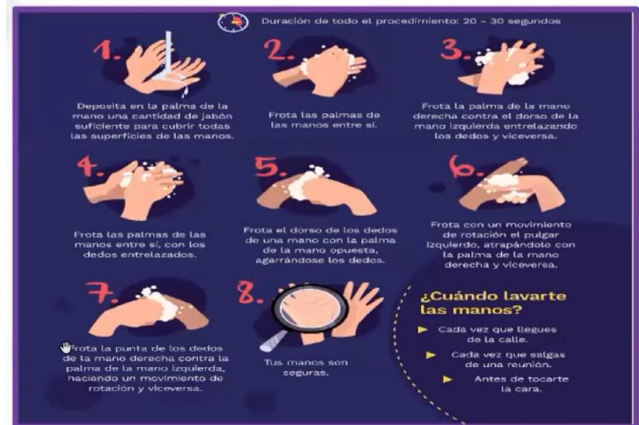 Duración de todo el procedimiento: 20 - 30 segundos
1.
Deposita en la palma de la
mano una cantidad de jabón
suficiente para cubrir todas
las superficies de las manos.
2.
Frota las palmas de
las manos entre sí.
3.
Frota la palma de la mano
derecha contra el dorso de la
mano izquierda entrelazando
los dedos y viceversa.
4.
Frota las palmas de las
manos entre sí, con los
dedos entrelazados.
5.
Frota el dorso de los dedos
de una mano con la palma
de la mano opuesta,
agarrándose los dedos.
6.
Frota con un movimiento
de rotación el pulgar
izquierdo, atrapándolo con
la palma de la mano
derecha y viceversa.
7.
Frota la punta de los dedos
de la mano derecha contra la
palma de la mano izquierda,
haciendo un movimiento de
rotación y viceversa.
8.
Tus manos son
seguras.
¿Cuándo lavarte
las manos?
Cada vez que llegues
de la calle.
Cada vez que salgas
de una reunión.
Antes de tocarte
la cara.